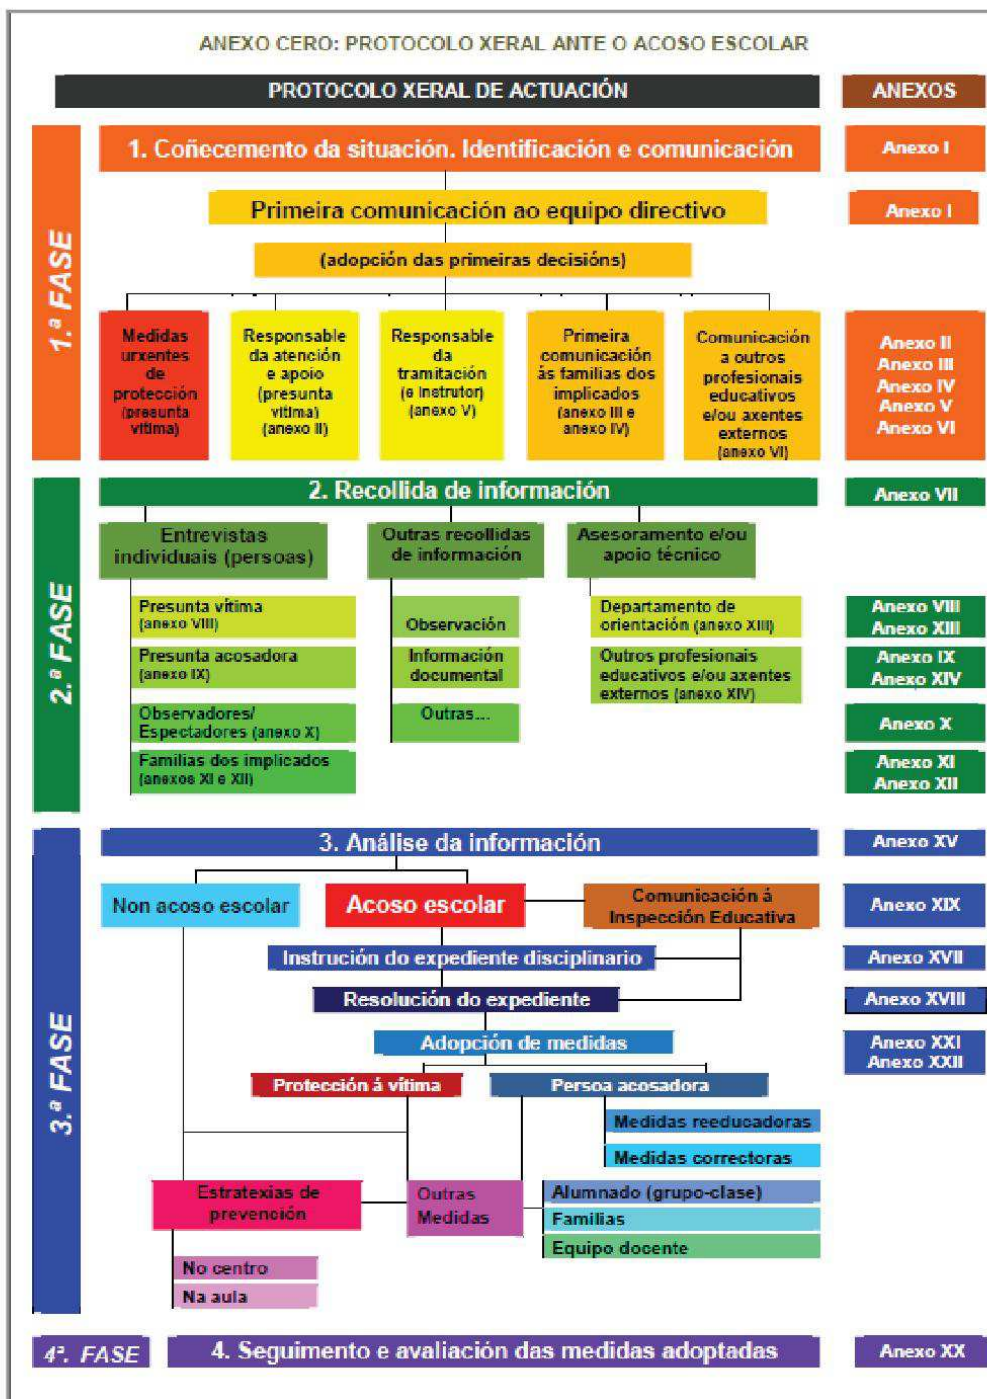 ANEXO CERO: PROTOCOLO XERAL ANTE O ACOSO ESCOLAR
PROTOCOLO XERAL DE ACTUACIÓN
ANEXOS
1.ª FASE
1. Coñecemento da situación. Identificación e comunicación
Anexo I
Primeira comunicación ao equipo directivo
Anexo I
(adopción das primeiras decisións)
Medidas
urxentes
de
protección
(presunta
vítima)
Responsable
da atención
e apoio
(presunta
vítima)
(anexo II)
Responsable
da
tramitación
(e Instrutor)
(anexo V)
Primeira
comunicación
ás familias dos
implicados
(anexo III e
anexo IV)
Comunicación
a outros
profesionais
educativos
e/ou axentes
externos
(anexo VI)
Anexo II
Anexo III
Anexo IV
Anexo V
Anexo VI
2.ª FASE
2. Recollida de información
Anexo VII
Entrevistas
individuais (persoas)
Outras recollidas
de información
Asesoramento e/ou
apoio técnico
Presunta vítima
(anexo VIII)
Observación
Departamento de
orientación (anexo XIII)
Anexo VIII
Anexo XIII
Presunta acosadora
(anexo IX)
Información
documental
Outros profesionais
educativos e/ou axentes
externos (anexo XIV)
Anexo IX
Anexo XIV
Observadores/
Espectadores (anexo X)
Outras...
Anexo X
Familias dos implicados
(anexos XI e XII)
Anexo XI
Anexo XII
3.ª FASE
3. Análise da información
Anexo XV
Non acoso escolar
Acoso escolar
Comunicación á
Inspección Educativa
Anexo XIX
Instrución do expediente disciplinario
Anexo XVII
Resolución do expediente
Anexo XVIII
Adopción de medidas
Anexo XXI
Anexo XXII
Protección á vítima
Persoa acosadora
Medidas reeducadoras
Medidas correctoras
Estratexias de
prevención
Outras
Medidas
Alumnado (grupo-clase)
Familias
Equipo docente
No centro
Na aula
4ª. FASE
4. Seguimento e avaliación das medidas adoptadas
Anexo XX